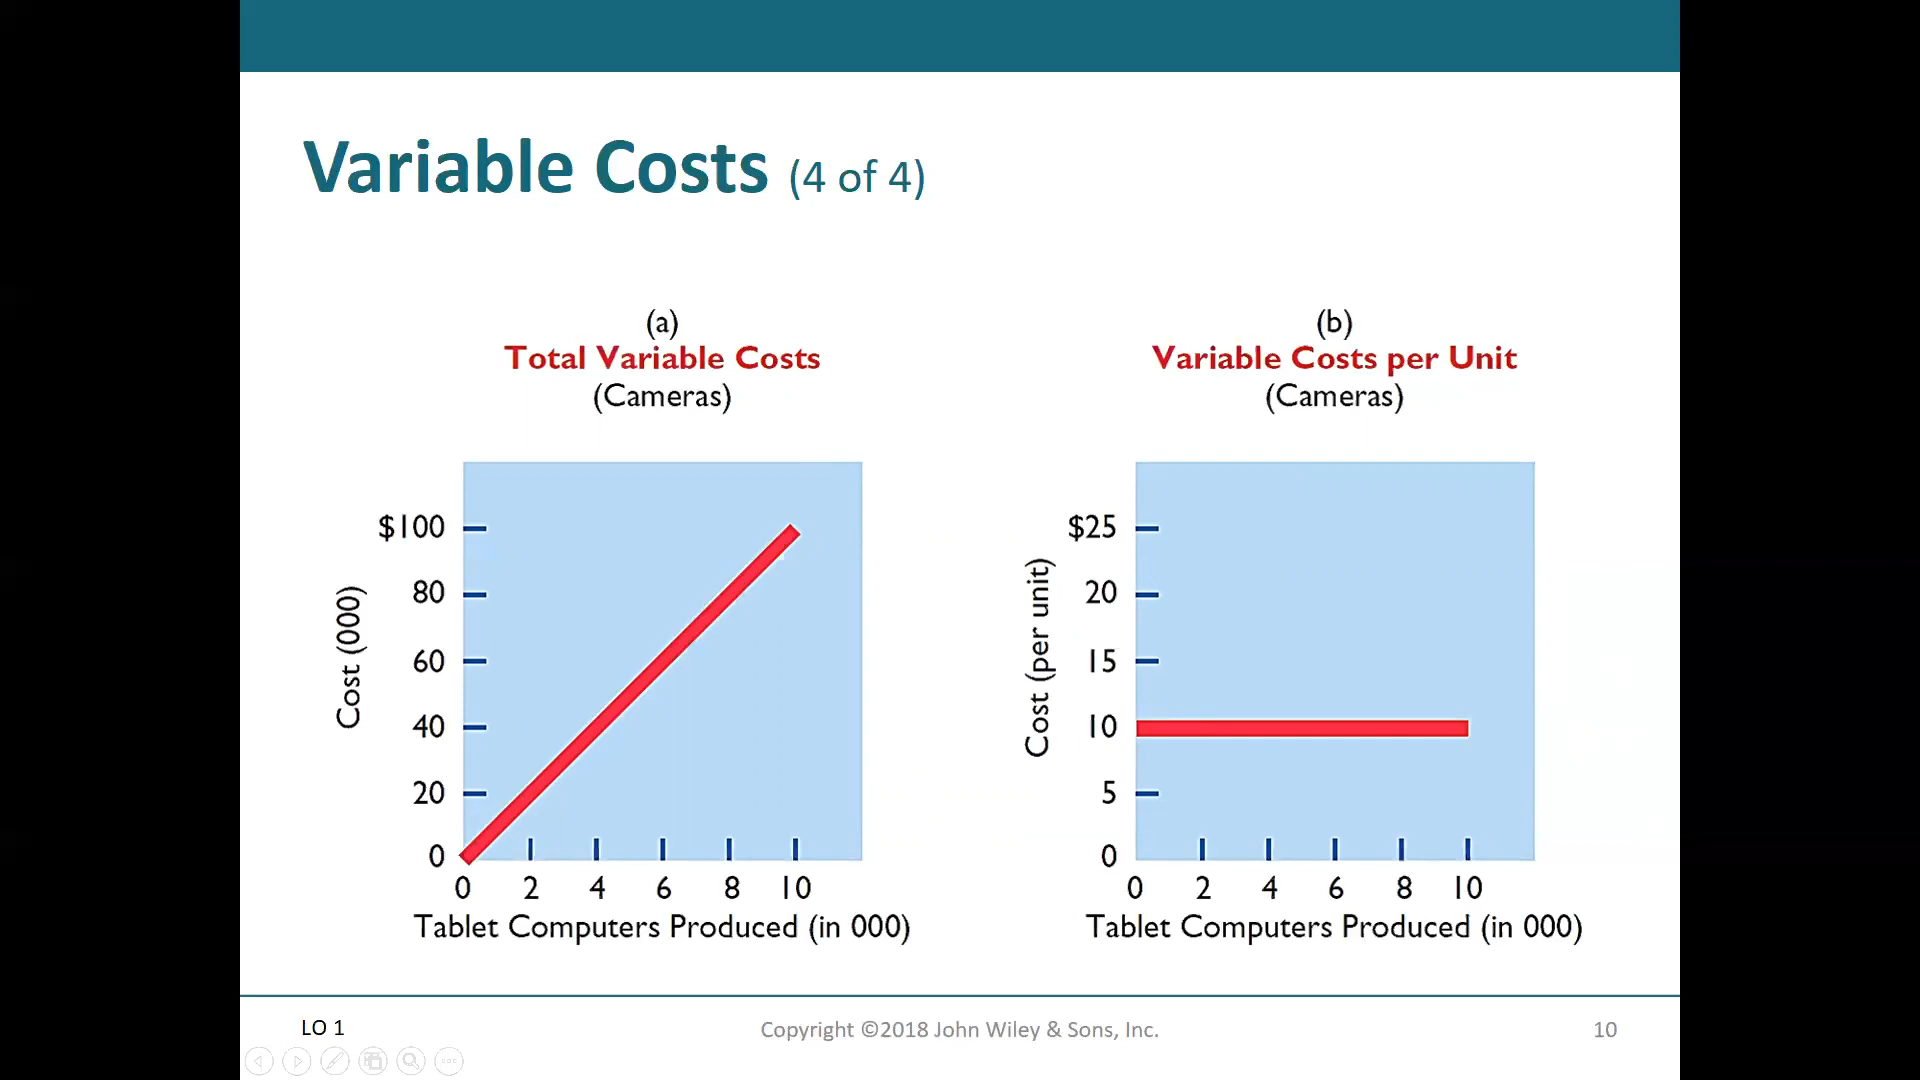 Variable Costs (4 of 4)
(a)
Total Variable Costs
(Cameras)
Cost (000)
$100
80
60
40
20
0
0 2 4 6 8 10
Tablet Computers Produced (in 000)
(b)
Variable Costs per Unit
(Cameras)
Cost (per unit)
$25
20
15
10
5
0
0 2 4 6 8 10
Tablet Computers Produced (in 000)
LO 1
Copyright ©2018 John Wiley & Sons, Inc.
10